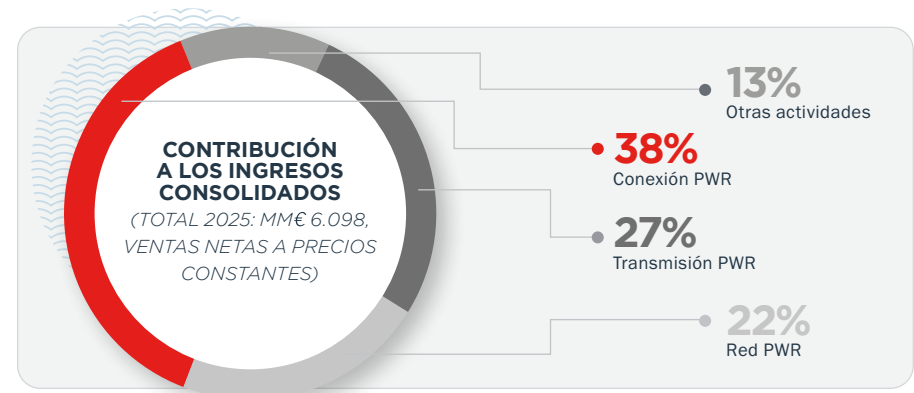 CONTRIBUCIÓN
A LOS INGRESOS
CONSOLIDADOS
(TOTAL 2025: MM€ 6.098,
VENTAS NETAS A PRECIOS
CONSTANTES)
13%
Otras actividades
38%
Conexión PWR
27%
Transmisión PWR
22%
Red PWR